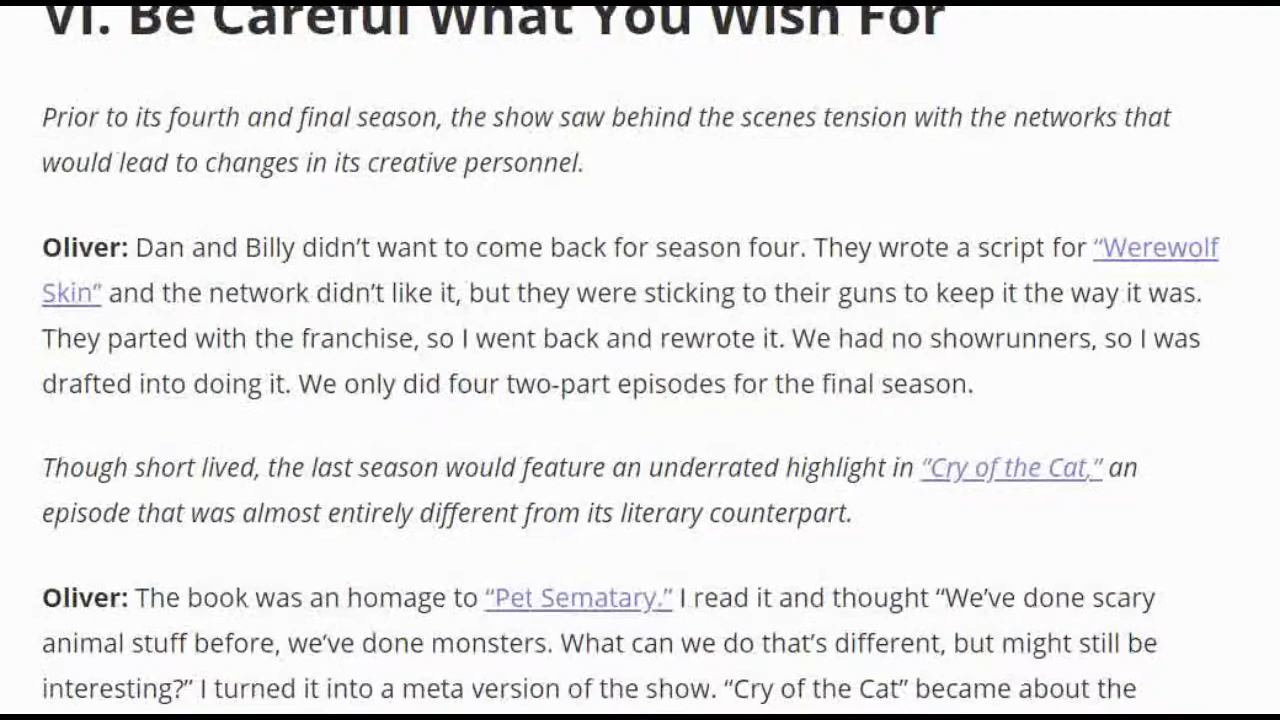 VI. Be Careful What You Wish For
Prior to its fourth and final season, the show saw behind the scenes tension with the networks that
would lead to changes in its creative personnel.
Oliver: Dan and Billy didn’t want to come back for season four. They wrote a script for “Werewolf
Skin” and the network didn’t like it, but they were sticking to their guns to keep it the way it was.
They parted with the franchise, so I went back and rewrote it. We had no showrunners, so I was
drafted into doing it. We only did four two-part episodes for the final season.
Though short lived, the last season would feature an underrated highlight in “Cry of the Cat,” an
episode that was almost entirely different from its literary counterpart.
Oliver: The book was an homage to “Pet Sematary.” I read it and thought “We’ve done scary
animal stuff before, we’ve done monsters. What can we do that’s different, but might still be
interesting?” I turned it into a meta version of the show. “Cry of the Cat” became about the